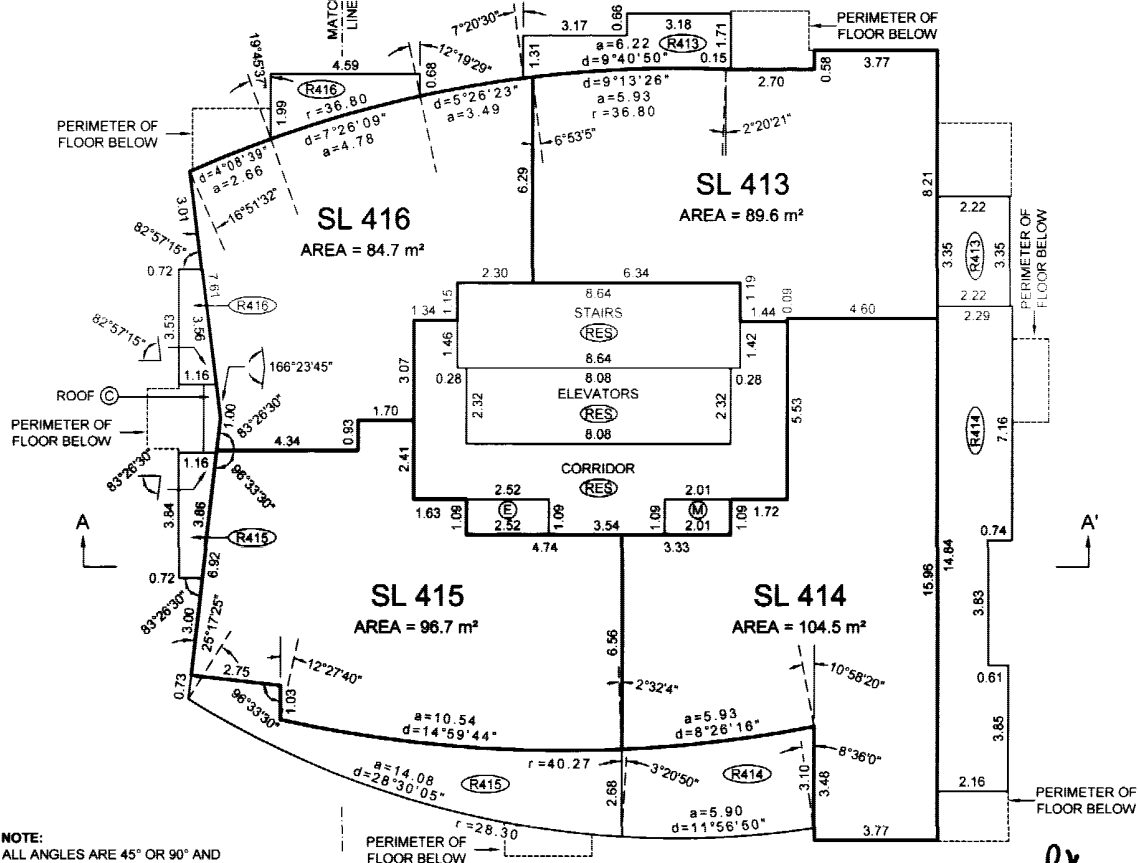 MATCH
LINE
7°20'30"
3.17
0.66
3.18
1.71
PERIMETER OF
FLOOR BELOW
19°45'37"
4.59
0.68
12°19'29"
1.31
a=6.22
R413
d=9°40'50"
0.15
0.58
3.77
R416
1.99
r=36.80
d=5°26'23"
a=3.49
d=9°13'26"
a=5.93
r=36.80
2.70
PERIMETER OF
FLOOR BELOW
d=7°26'09"
a=4.78
6°53'5"
2°20'21"
d=4°08'39"
a=2.66
16°51'32"
6.29
SL 413
AREA = 89.6 m²
8.21
3.01
SL 416
AREA = 84.7 m²
2.22
82°57'15"
3.35
R413
3.35
PERIMETER OF
FLOOR BELOW
0.72
7.61
2.30
6.34
1.19
R416
1.15
8.64
0.09
2.22
3.53
3.56
1.34
STAIRS
1.44
4.60
2.29
82°57'15"
RES
1.46
1.42
166°23'45"
8.64
3.07
0.28
8.08
0.28
1.16
ROOF C
ELEVATORS
2.32
RES
2.32
5.53
R414
7.16
1.00
83°26'30"
1.70
PERIMETER OF
FLOOR BELOW
8.08
4.34
0.93
83°26'30"
1.16
96°33'30"
2.41
CORRIDOR
RES
2.52
2.01
3.84
3.86
1.63
1.09
E
1.09
1.09
M
1.09
1.72
2.52
3.54
2.01
A
A'
R415
4.74
3.33
0.74
6.92
15.96
14.84
0.72
83°26'30"
SL 415
AREA = 96.7 m²
SL 414
AREA = 104.5 m²
3.83
3.00
25°17'25"
6.56
2.75
12°27'40"
10°58'20"
0.61
0.73
96°33'30"
1.03
2°32'4"
a=10.54
d=14°59'44"
a=5.93
d=8°26'16"
3.85
8°36'0"
r=40.27
3°20'50"
a=14.08
d=28°30'05"
R415
R414
3.10
3.48
2.68
2.16
PERIMETER OF
FLOOR BELOW
a=5.90
d=11°56'50"
r=28.30
3.77
NOTE:
ALL ANGLES ARE 45° OR 90° AND
PERIMETER OF
FLOOR BELOW